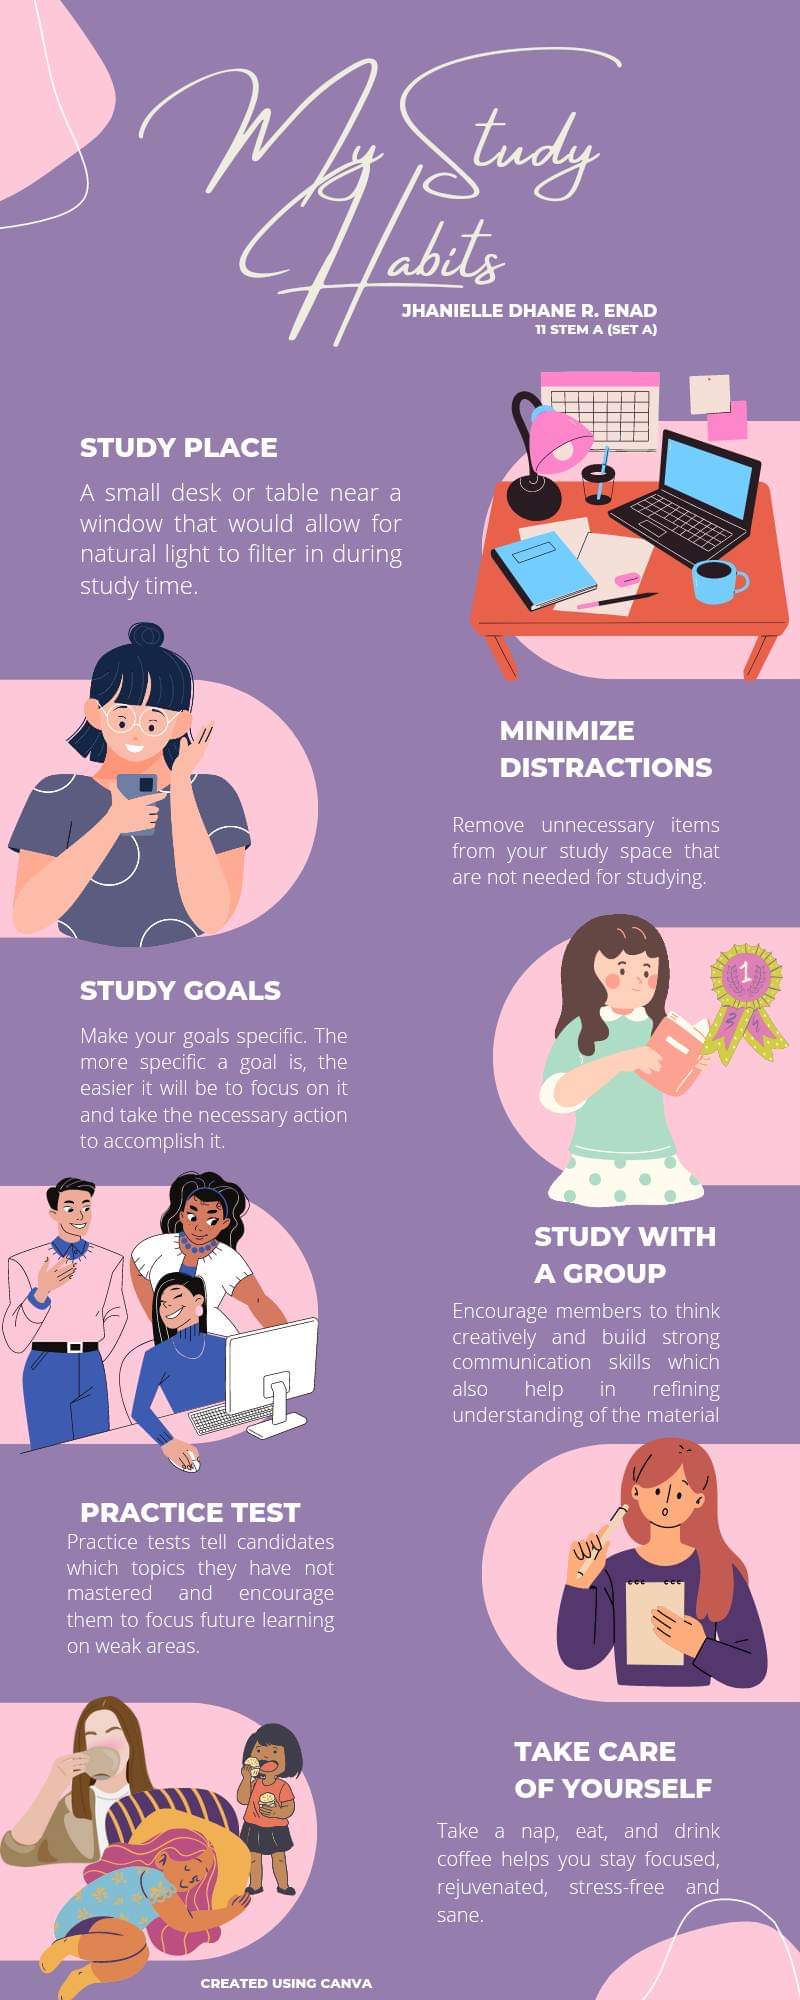 My Study
Habits
JHANIELLE DHANE R. ENAD
11 STEM A (SET A)
STUDY PLACE
A small desk or table near a
window that would allow for
natural light to filter in during
study time.
MINIMIZE
DISTRACTIONS
Remove unnecessary items
from your study space that
are not needed for studying.
STUDY GOALS
Make your goals specific. The
more specific a goal is, the
easier it will be to focus on it
and take the necessary action
to accomplish it.
1
STUDY WITH
A GROUP
Encourage members to think
creatively and build strong
communication skills which
also help in refining
understanding of the material
PRACTICE TEST
Practice tests tell candidates
which topics they have not
mastered and encourage
them to focus future learning
on weak areas.
TAKE CARE
OF YOURSELF
Take a nap, eat, and drink
coffee helps you stay focused,
rejuvenated, stress-free and
sane.
CREATED USING CANVA